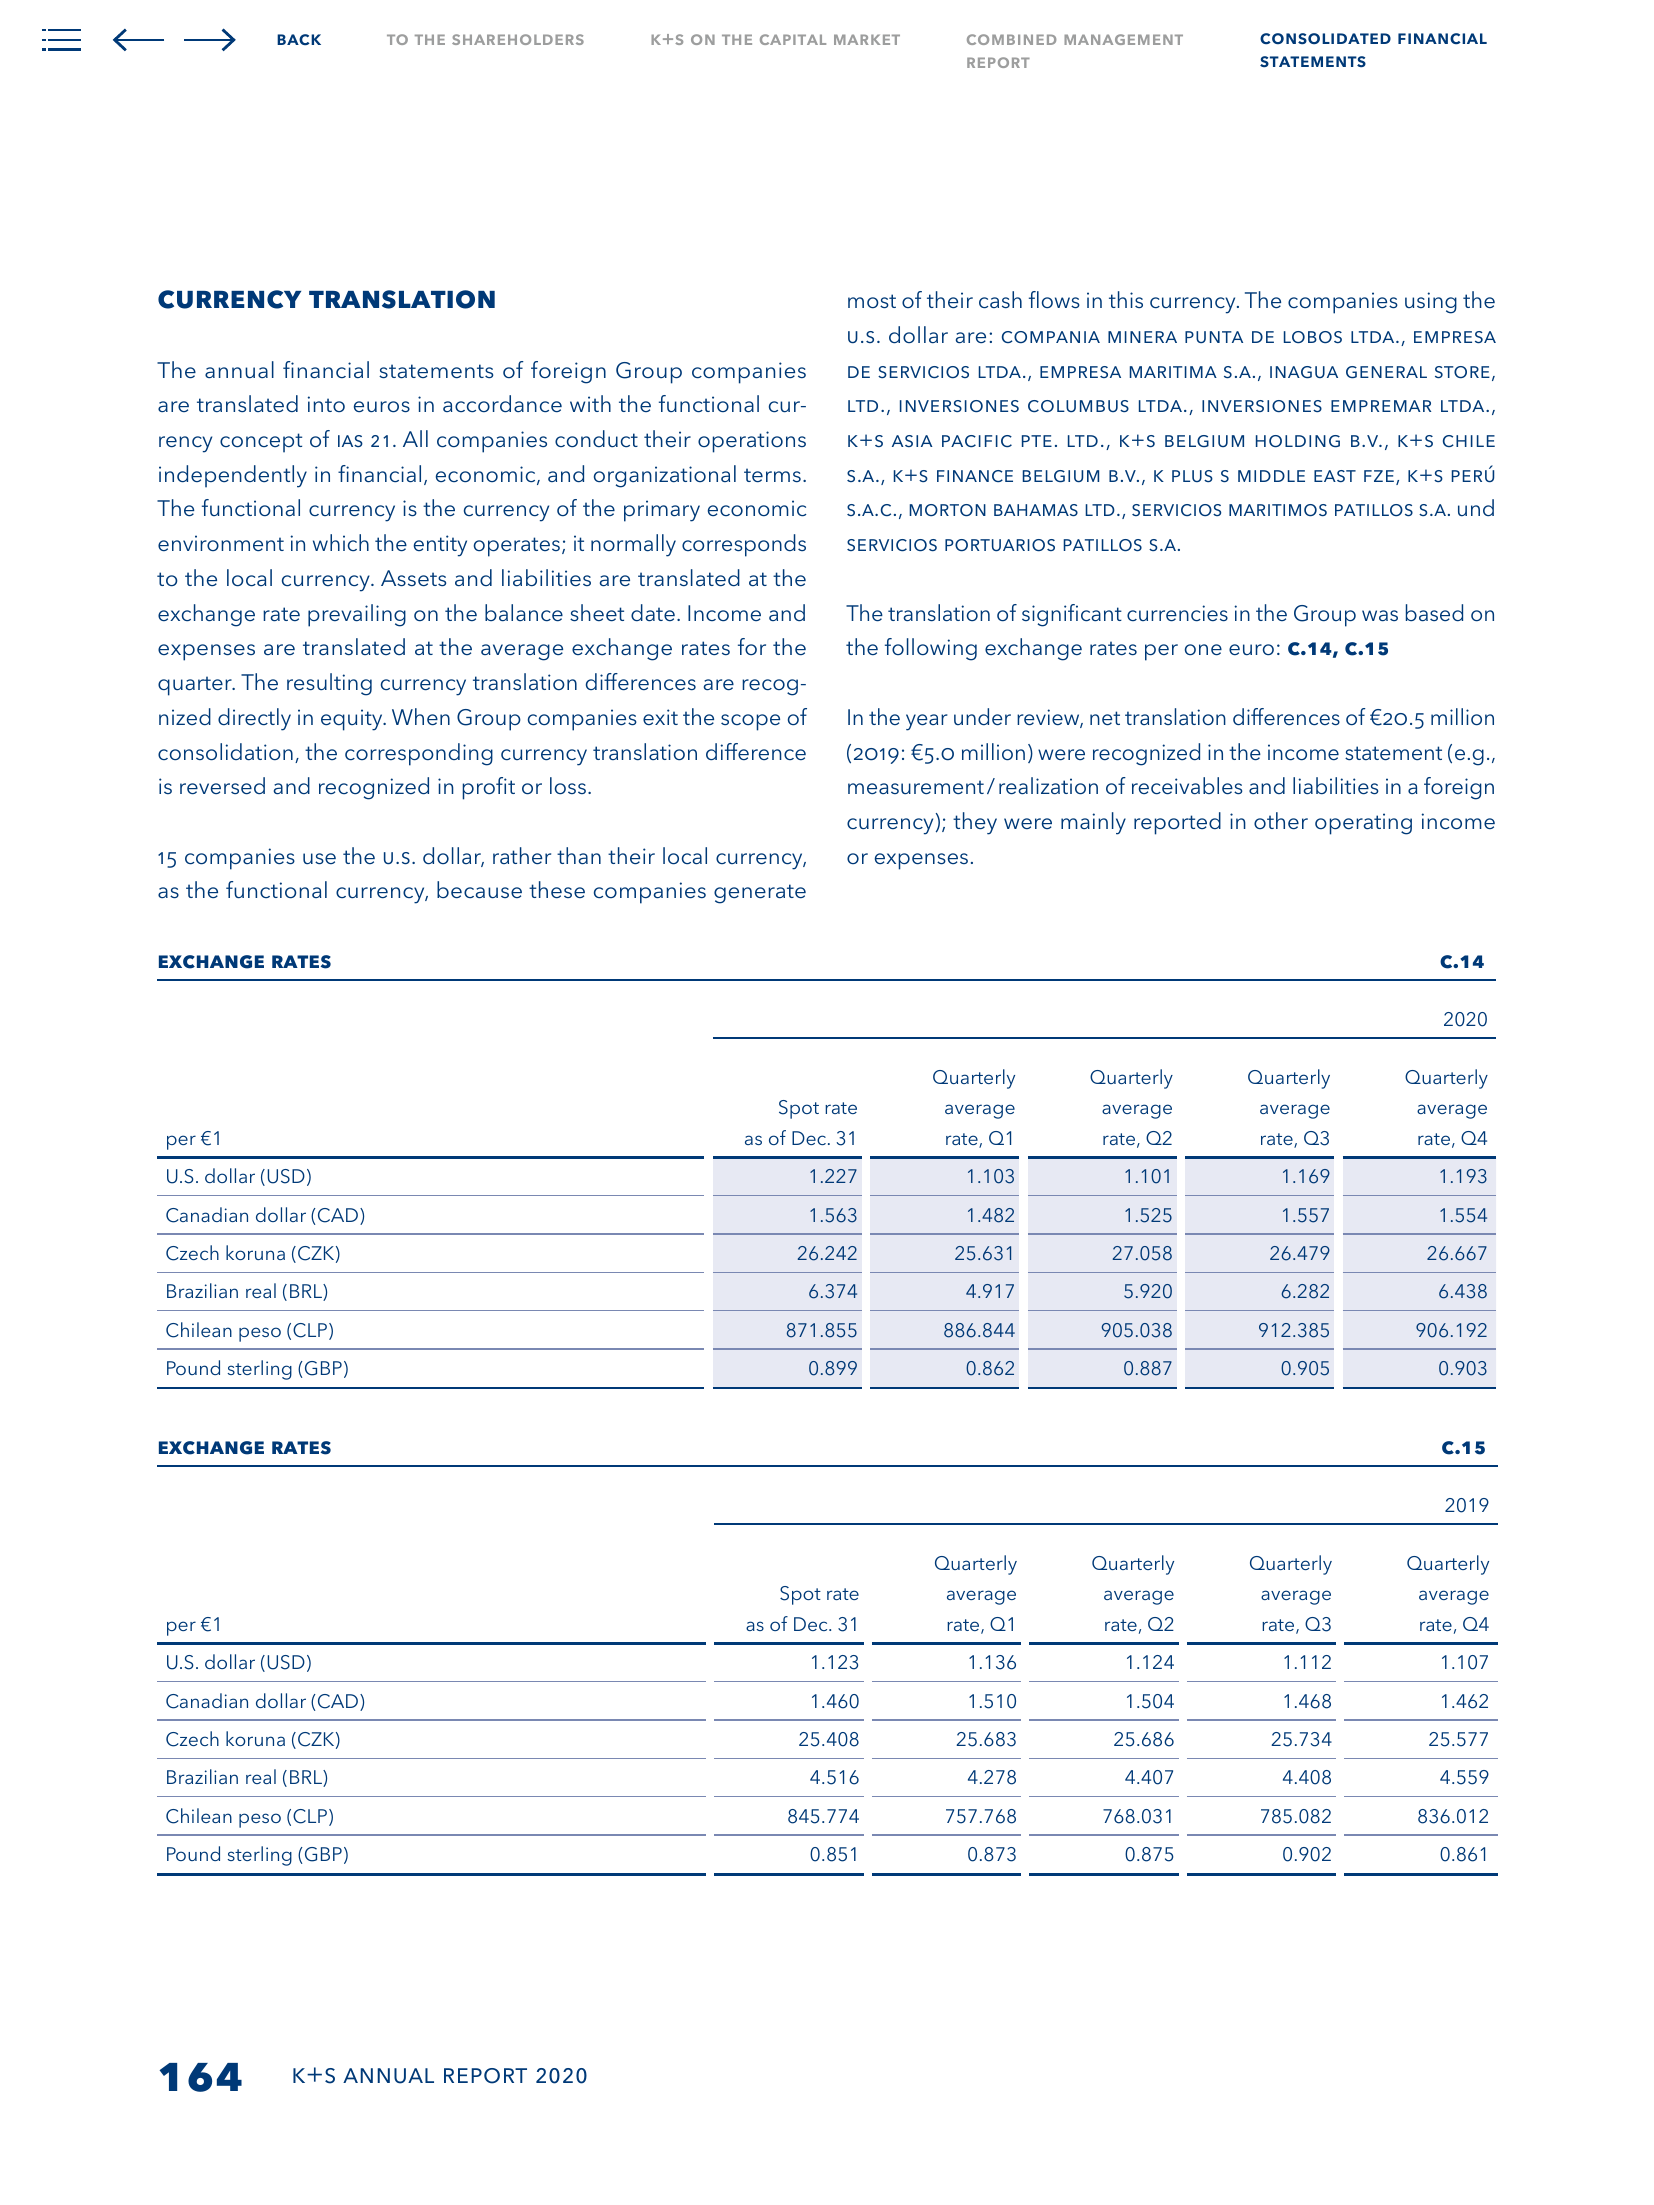 BACK
TO THE SHAREHOLDERS
K+S ON THE CAPITAL MARKET
COMBINED MANAGEMENT
REPORT
CONSOLIDATED FINANCIAL
STATEMENTS
CURRENCY TRANSLATION
The annual financial statements of foreign Group companies
are translated into euros in accordance with the functional cur-
rency concept of IAS 21. All companies conduct their operations
independently in financial, economic, and organizational terms.
The functional currency is the currency of the primary economic
environment in which the entity operates; it normally corresponds
to the local currency. Assets and liabilities are translated at the
exchange rate prevailing on the balance sheet date. Income and
expenses are translated at the average exchange rates for the
quarter. The resulting currency translation differences are recog-
nized directly in equity. When Group companies exit the scope of
consolidation, the corresponding currency translation difference
is reversed and recognized in profit or loss.
15 companies use the U.S. dollar, rather than their local currency,
as the functional currency, because these companies generate
most of their cash flows in this currency. The companies using the
U.S. dollar are: COMPANIA MINERA PUNTA DE LOBOS LTDA., EMPRESA
DE SERVICIOS LTDA., EMPRESA MARITIMA S.A., INAGUA GENERAL STORE,
LTD., INVERSIONES COLUMBUS LTDA., INVERSIONES EMPREMAR LTDA.,
K+S ASIA PACIFIC PTE. LTD., K+S BELGIUM HOLDING B.V., K+S CHILE
S.A., K+S FINANCE BELGIUM B.V., K PLUS S MIDDLE EAST FZE, K+S PERÚ
S.A.C., MORTON BAHAMAS LTD., SERVICIOS MARITIMOS PATILLOS S.A. und
SERVICIOS PORTUARIOS PATILLOS S.A.
The translation of significant currencies in the Group was based on
the following exchange rates per one euro: C.14, C.15
In the year under review, net translation differences of €20.5 million
(2019: €5.0 million) were recognized in the income statement (e.g.,
measurement/realization of receivables and liabilities in a foreign
currency); they were mainly reported in other operating income
or expenses.
EXCHANGE RATES C.14
2020
per €1 Spot rate as of Dec. 31 Quarterly average rate, Q1 Quarterly average rate, Q2 Quarterly average rate, Q3 Quarterly average rate, Q4
U.S. dollar (USD) 1.227 1.103 1.101 1.169 1.193
Canadian dollar (CAD) 1.563 1.482 1.525 1.557 1.554
Czech koruna (CZK) 26.242 25.631 27.058 26.479 26.667
Brazilian real (BRL) 6.374 4.917 5.920 6.282 6.438
Chilean peso (CLP) 871.855 886.844 905.038 912.385 906.192
Pound sterling (GBP) 0.899 0.862 0.887 0.905 0.903
EXCHANGE RATES C.15
2019
per €1 Spot rate as of Dec. 31 Quarterly average rate, Q1 Quarterly average rate, Q2 Quarterly average rate, Q3 Quarterly average rate, Q4
U.S. dollar (USD) 1.123 1.136 1.124 1.112 1.107
Canadian dollar (CAD) 1.460 1.510 1.504 1.468 1.462
Czech koruna (CZK) 25.408 25.683 25.686 25.734 25.577
Brazilian real (BRL) 4.516 4.278 4.407 4.408 4.559
Chilean peso (CLP) 845.774 757.768 768.031 785.082 836.012
Pound sterling (GBP) 0.851 0.873 0.875 0.902 0.861
164 K+S ANNUAL REPORT 2020